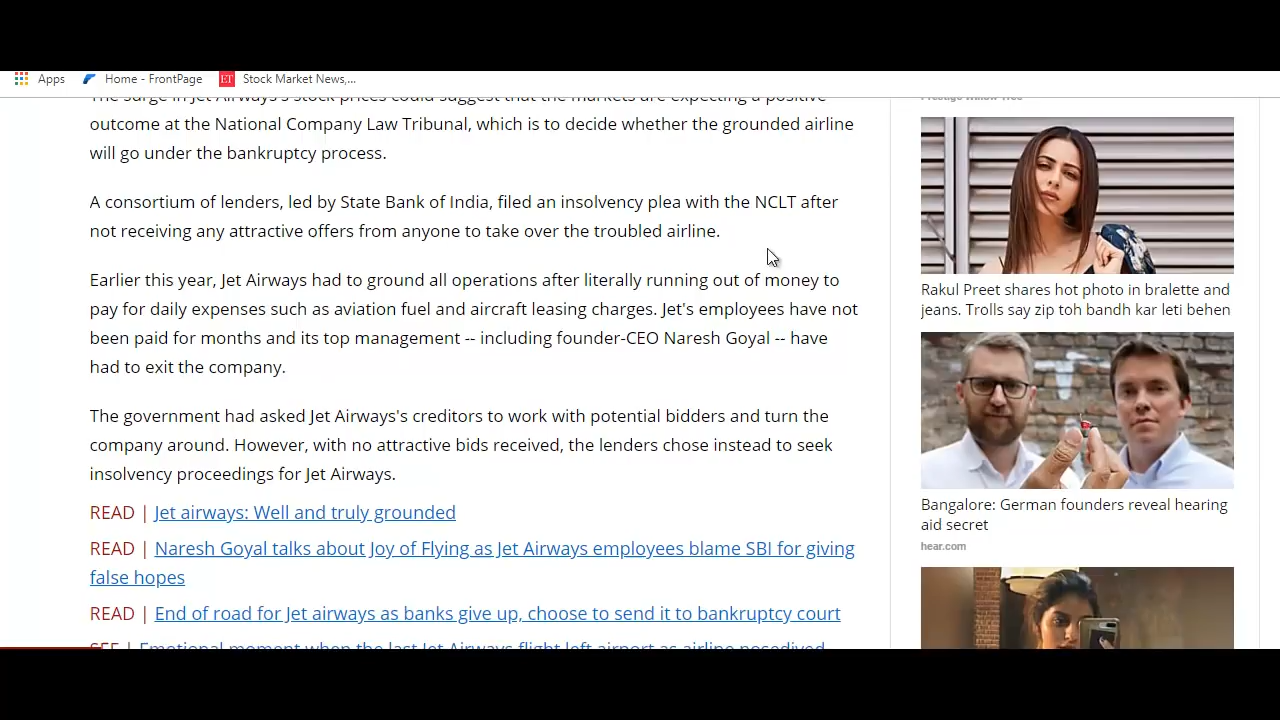 Apps
Home - FrontPage
ET
Stock Market News,...
The surge in Jet Airways's stock prices could suggest that the markets are expecting a positive
outcome at the National Company Law Tribunal, which is to decide whether the grounded airline
will go under the bankruptcy process.
A consortium of lenders, led by State Bank of India, filed an insolvency plea with the NCLT after
not receiving any attractive offers from anyone to take over the troubled airline.
Earlier this year, Jet Airways had to ground all operations after literally running out of money to
pay for daily expenses such as aviation fuel and aircraft leasing charges. Jet's employees have not
been paid for months and its top management -- including founder-CEO Naresh Goyal -- have
had to exit the company.
The government had asked Jet Airways's creditors to work with potential bidders and turn the
company around. However, with no attractive bids received, the lenders chose instead to seek
insolvency proceedings for Jet Airways.
READ | Jet airways: Well and truly grounded
READ | Naresh Goyal talks about Joy of Flying as Jet Airways employees blame SBI for giving
false hopes
READ | End of road for Jet airways as banks give up, choose to send it to bankruptcy court
SEE | Emotional moment when the last Jet Airways flight left airport as airline nosedived
Prestige Willow Tree
Rakul Preet shares hot photo in bralette and
jeans. Trolls say zip toh bandh kar leti behen
Bangalore: German founders reveal hearing
aid secret
hear.com